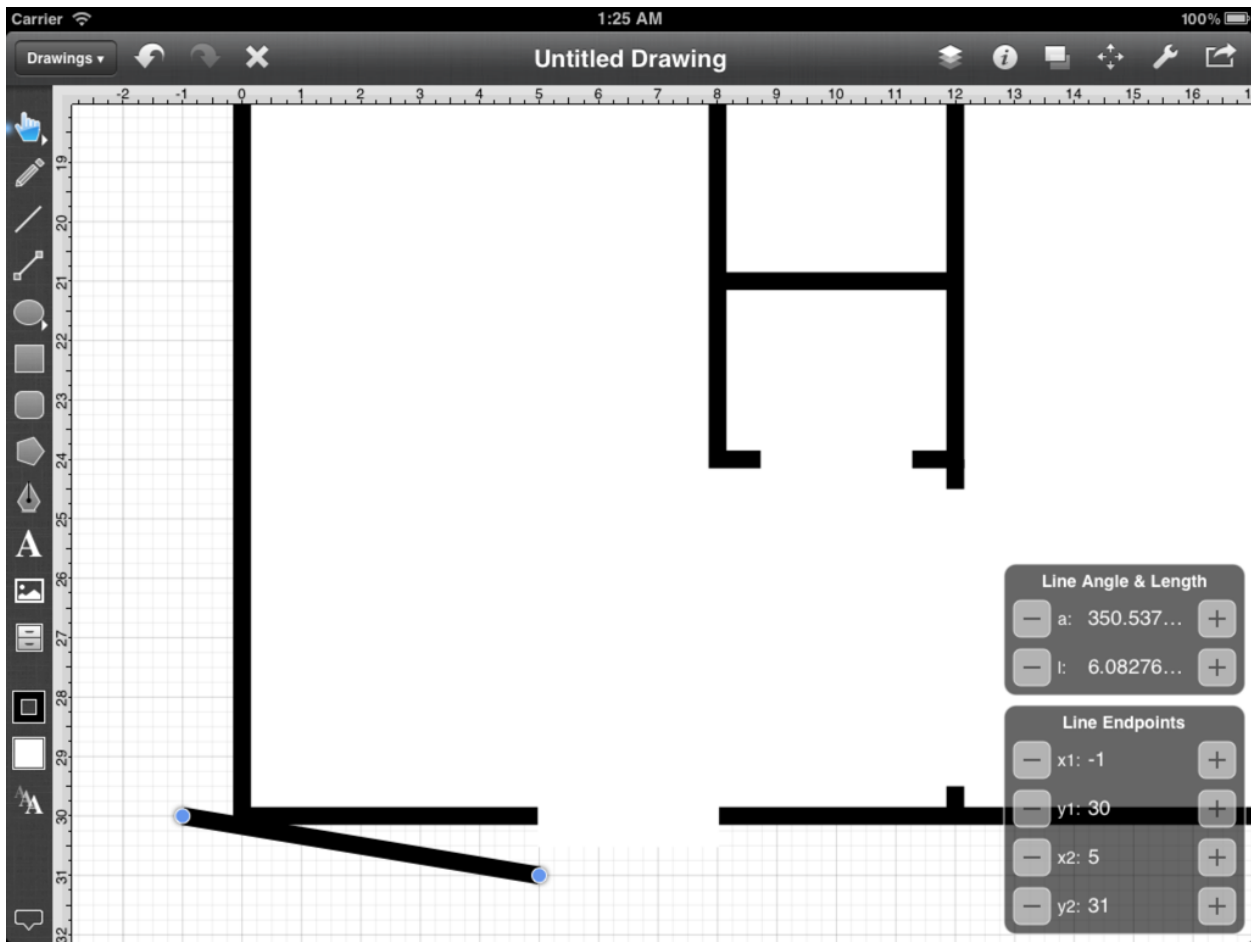 Carrier 1:25 AM 100%
Drawings ▾ Untitled Drawing
-2 -1 0 1 2 3 4 5 6 7 8 9 10 11 12 13 14 15 16 1
19
20
21
22
23
24
25
26
27
28
29
30
31
32
A
AAA
Line Angle & Length
a: 350.537...
l: 6.08276...
Line Endpoints
x1: -1
y1: 30
x2: 5
y2: 31